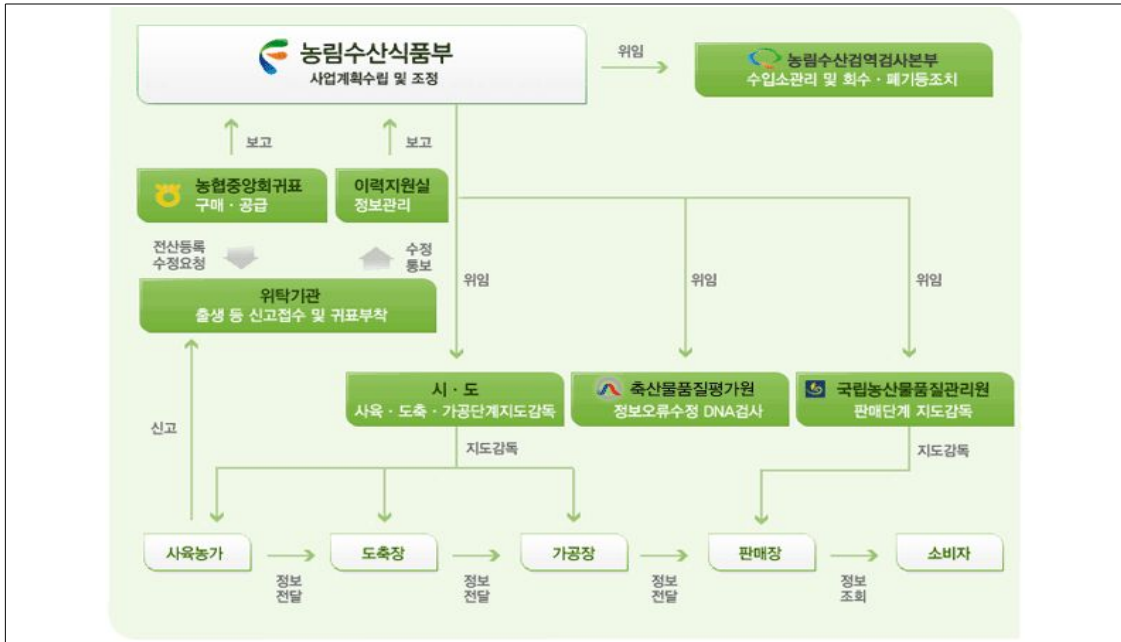 농림수산식품부
사업계획수립 및 조정
위임
농림수산검역검사본부
수입소관리 및 회수 · 폐기등조치
보고
보고
농협중앙회귀표
구매 · 공급
이력지원실
정보관리
전산등록
수정요청
수정
통보
위탁기관
출생 등 신고접수 및 귀표부착
위임
위임
위임
시 · 도
사육 · 도축 · 가공단계지도감독
축산물품질평가원
정보오류수정 DNA검사
국립농산물품질관리원
판매단계 지도감독
신고
지도감독
지도감독
사육농가
도축장
가공장
판매장
소비자
정보
전달
정보
전달
정보
전달
정보
조회